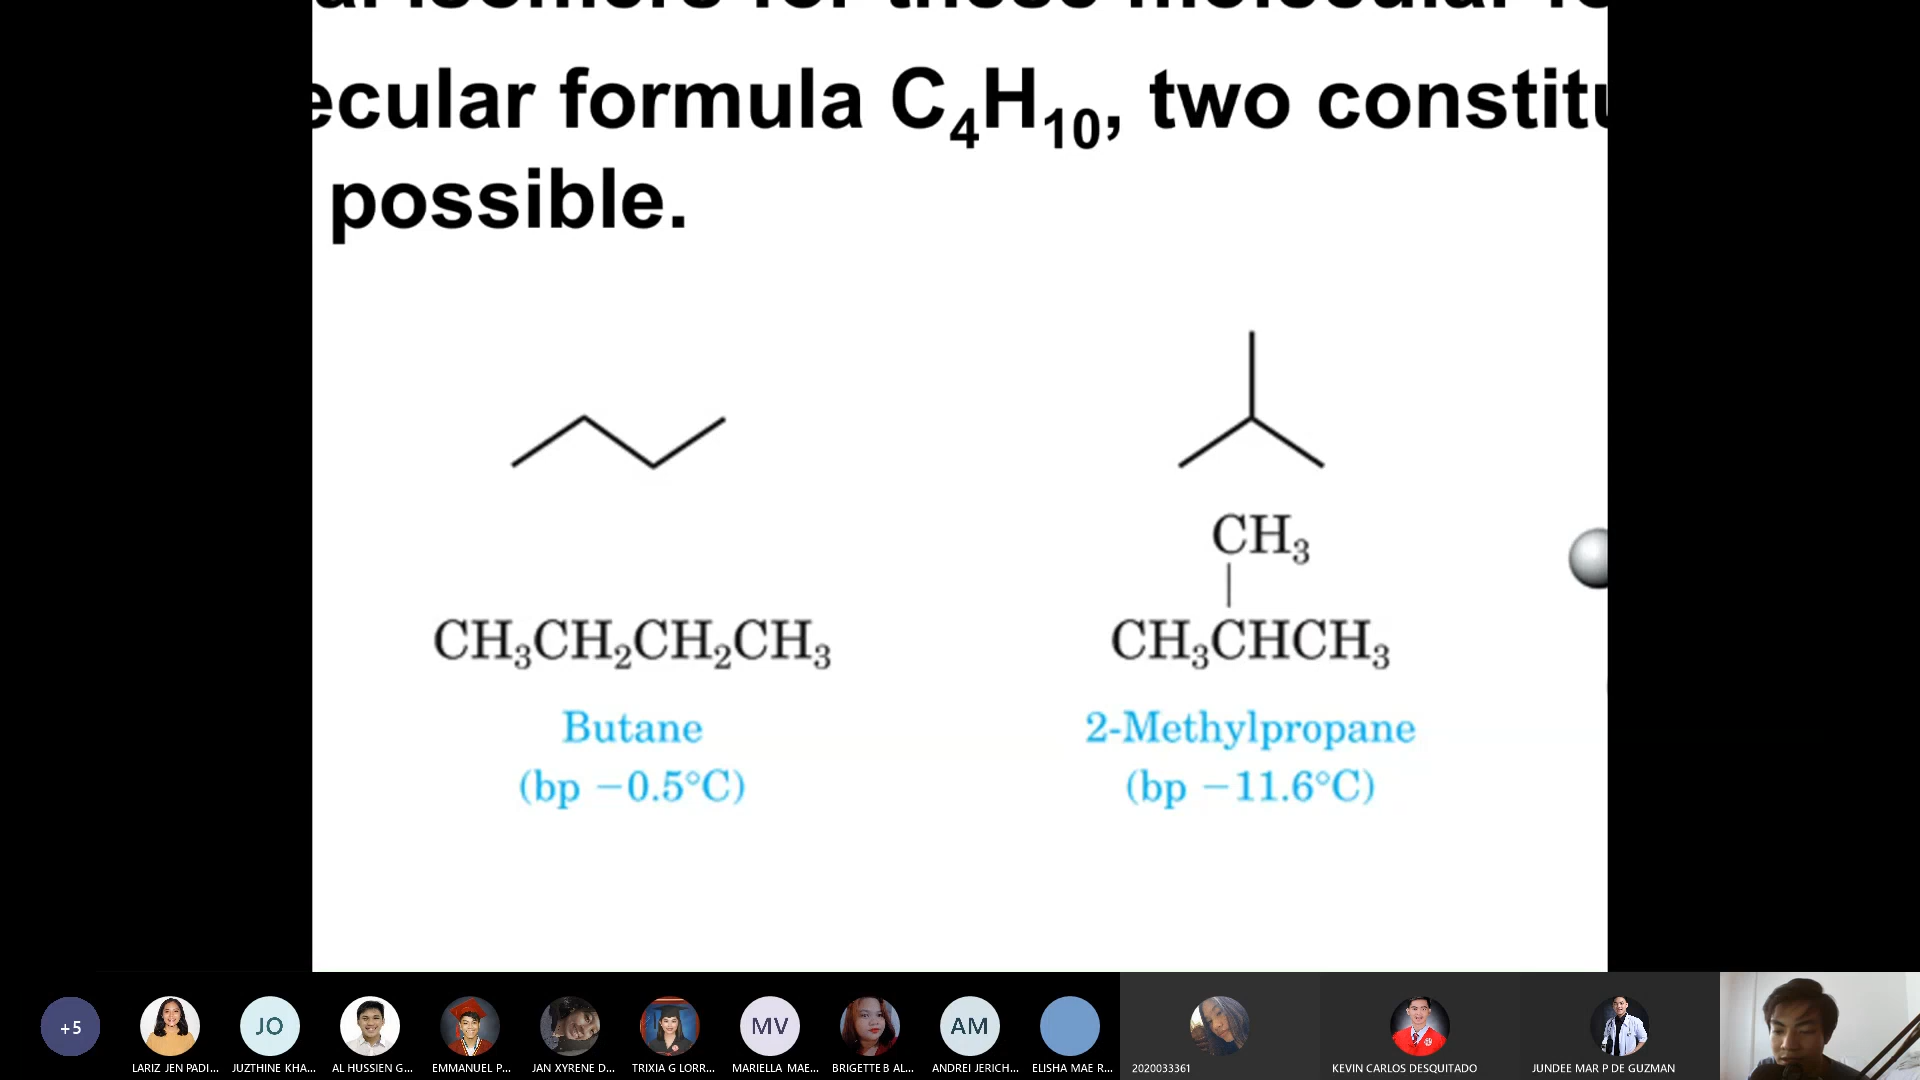 ecular formula C₄H₁₀, two constitu
possible.
CH₃
CH₃CH₂CH₂CH₃ CH₃CHCH₃
Butane 2-Methylpropane
(bp −0.5°C) (bp −11.6°C)
+5 JO MV AM
LARIZ JEN PADI... JUZTHINE KHA... AL HUSSIEN G... EMMANUEL P... JAN XYRENE D... TRIXIA G LORR... MARIELLA MAE... BRIGETTE B AL... ANDREI JERICH... ELISHA MAE R... 2020033361 KEVIN CARLOS DESQUITADO JUNDEE MAR P DE GUZMAN